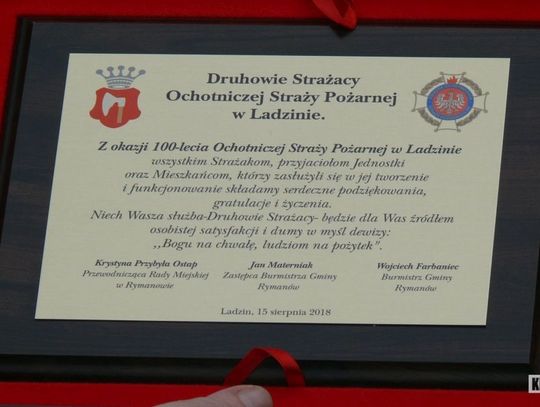 Druhowie Strażacy
Ochotniczej Straży Pożarnej
w Ladzinie.
Z okazji 100-lecia Ochotniczej Straży Pożarnej w Ladzinie
wszystkim Strażakom, przyjaciołom Jednostki
oraz Mieszkańcom, którzy zasłużyli się w jej tworzenie
i funkcjonowanie składamy serdeczne podziękowania,
gratulacje i życzenia.
Niech Wasza służba-Druhowie Strażacy- będzie dla Was źródłem
osobistej satysfakcji i dumy w myśl dewizy:
,,Bogu na chwałę, ludziom na pożytek".
Krystyna Przybyła Ostap
Przewodnicząca Rady Miejskiej
w Rymanowie
Jan Materniak
Zastępca Burmistrza Gminy
Rymanów
Wojciech Farbaniec
Burmistrz Gminy
Rymanów
Ladzin, 15 sierpnia 2018